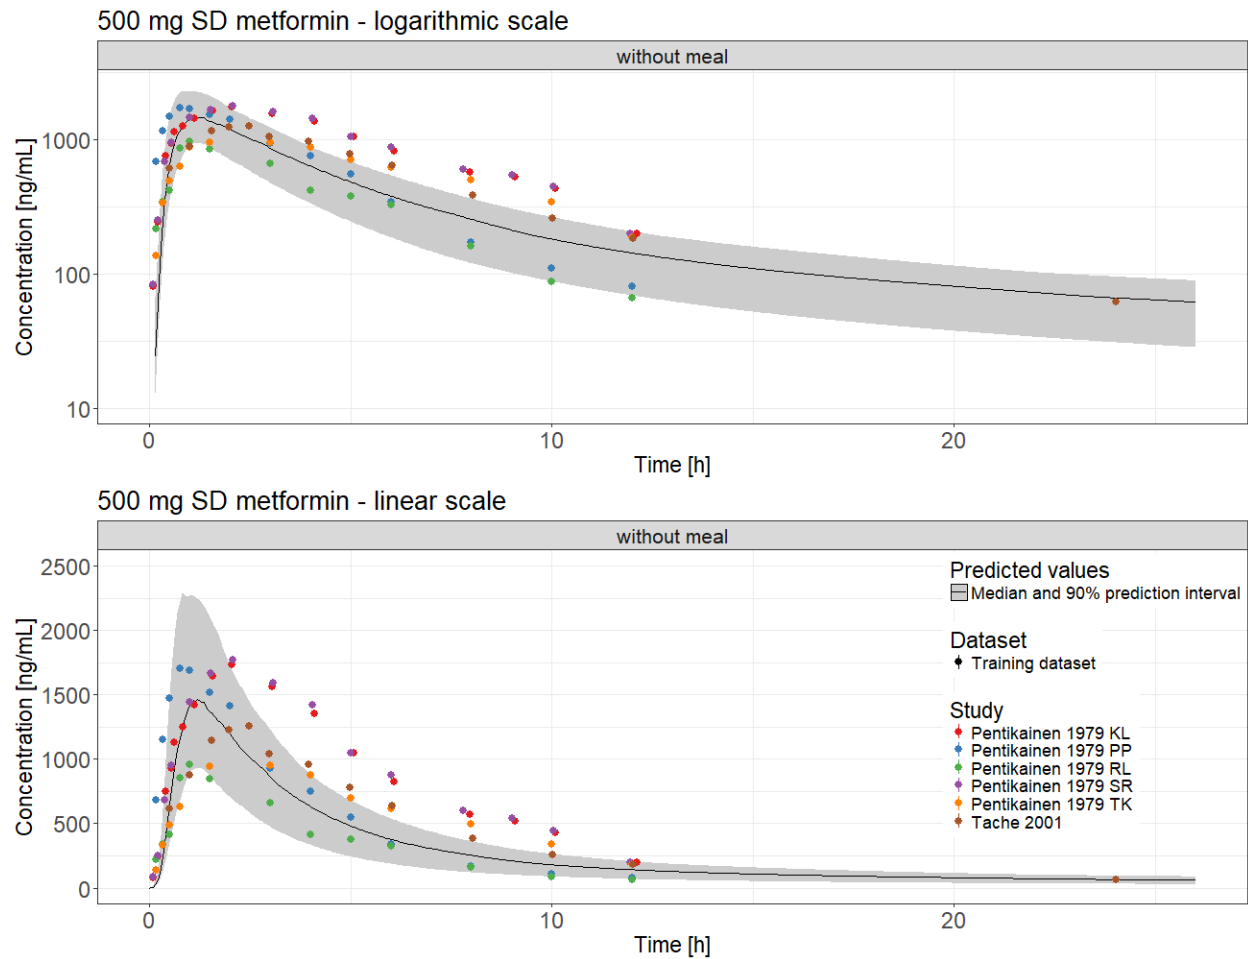 500 mg SD metformin - logarithmic scale
without meal
1000
100
10
Concentration [ng/mL]
0
10
20
Time [h]
500 mg SD metformin - linear scale
without meal
2500
2000
1500
1000
500
0
Concentration [ng/mL]
0
10
20
Time [h]
Predicted values
Median and 90% prediction interval
Dataset
Training dataset
Study
Pentikainen 1979 KL
Pentikainen 1979 PP
Pentikainen 1979 RL
Pentikainen 1979 SR
Pentikainen 1979 TK
Tache 2001